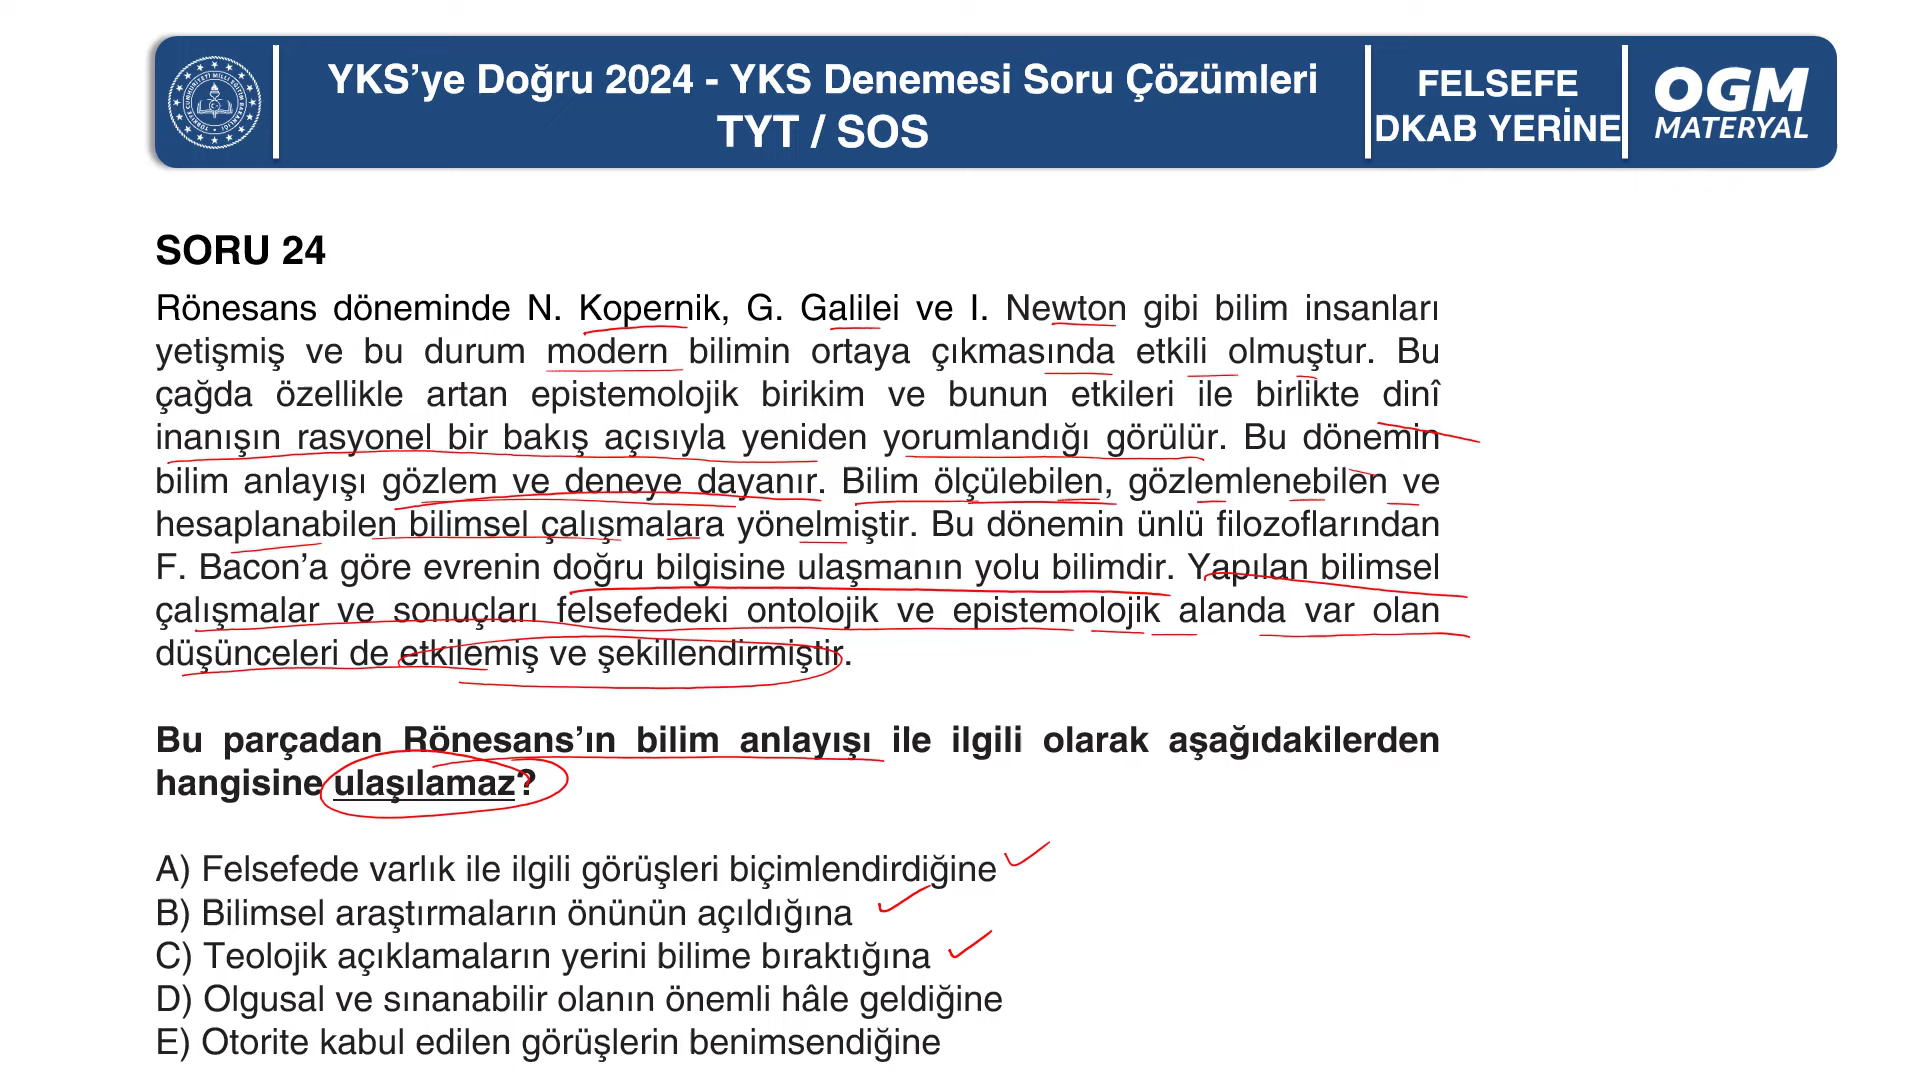 YKS’ye Doğru 2024 - YKS Denemesi Soru Çözümleri
TYT / SOS
FELSEFE
DKAB YERİNE
OGM
MATERYAL
SORU 24
Rönesans döneminde N. Kopernik, G. Galilei ve I. Newton gibi bilim insanları
yetişmiş ve bu durum modern bilimin ortaya çıkmasında etkili olmuştur. Bu
çağda özellikle artan epistemolojik birikim ve bunun etkileri ile birlikte dinî
inanışın rasyonel bir bakış açısıyla yeniden yorumlandığı görülür. Bu dönemin
bilim anlayışı gözlem ve deneye dayanır. Bilim ölçülebilen, gözlemlenebilen ve
hesaplanabilen bilimsel çalışmalara yönelmiştir. Bu dönemin ünlü filozoflarından
F. Bacon’a göre evrenin doğru bilgisine ulaşmanın yolu bilimdir. Yapılan bilimsel
çalışmalar ve sonuçları felsefedeki ontolojik ve epistemolojik alanda var olan
düşünceleri de etkilemiş ve şekillendirmiştir.
Bu parçadan Rönesans’ın bilim anlayışı ile ilgili olarak aşağıdakilerden
hangisine ulaşılamaz?
A) Felsefede varlık ile ilgili görüşleri biçimlendirdiğine
B) Bilimsel araştırmaların önünün açıldığına
C) Teolojik açıklamaların yerini bilime bıraktığına
D) Olgusal ve sınanabilir olanın önemli hâle geldiğine
E) Otorite kabul edilen görüşlerin benimsendiğine